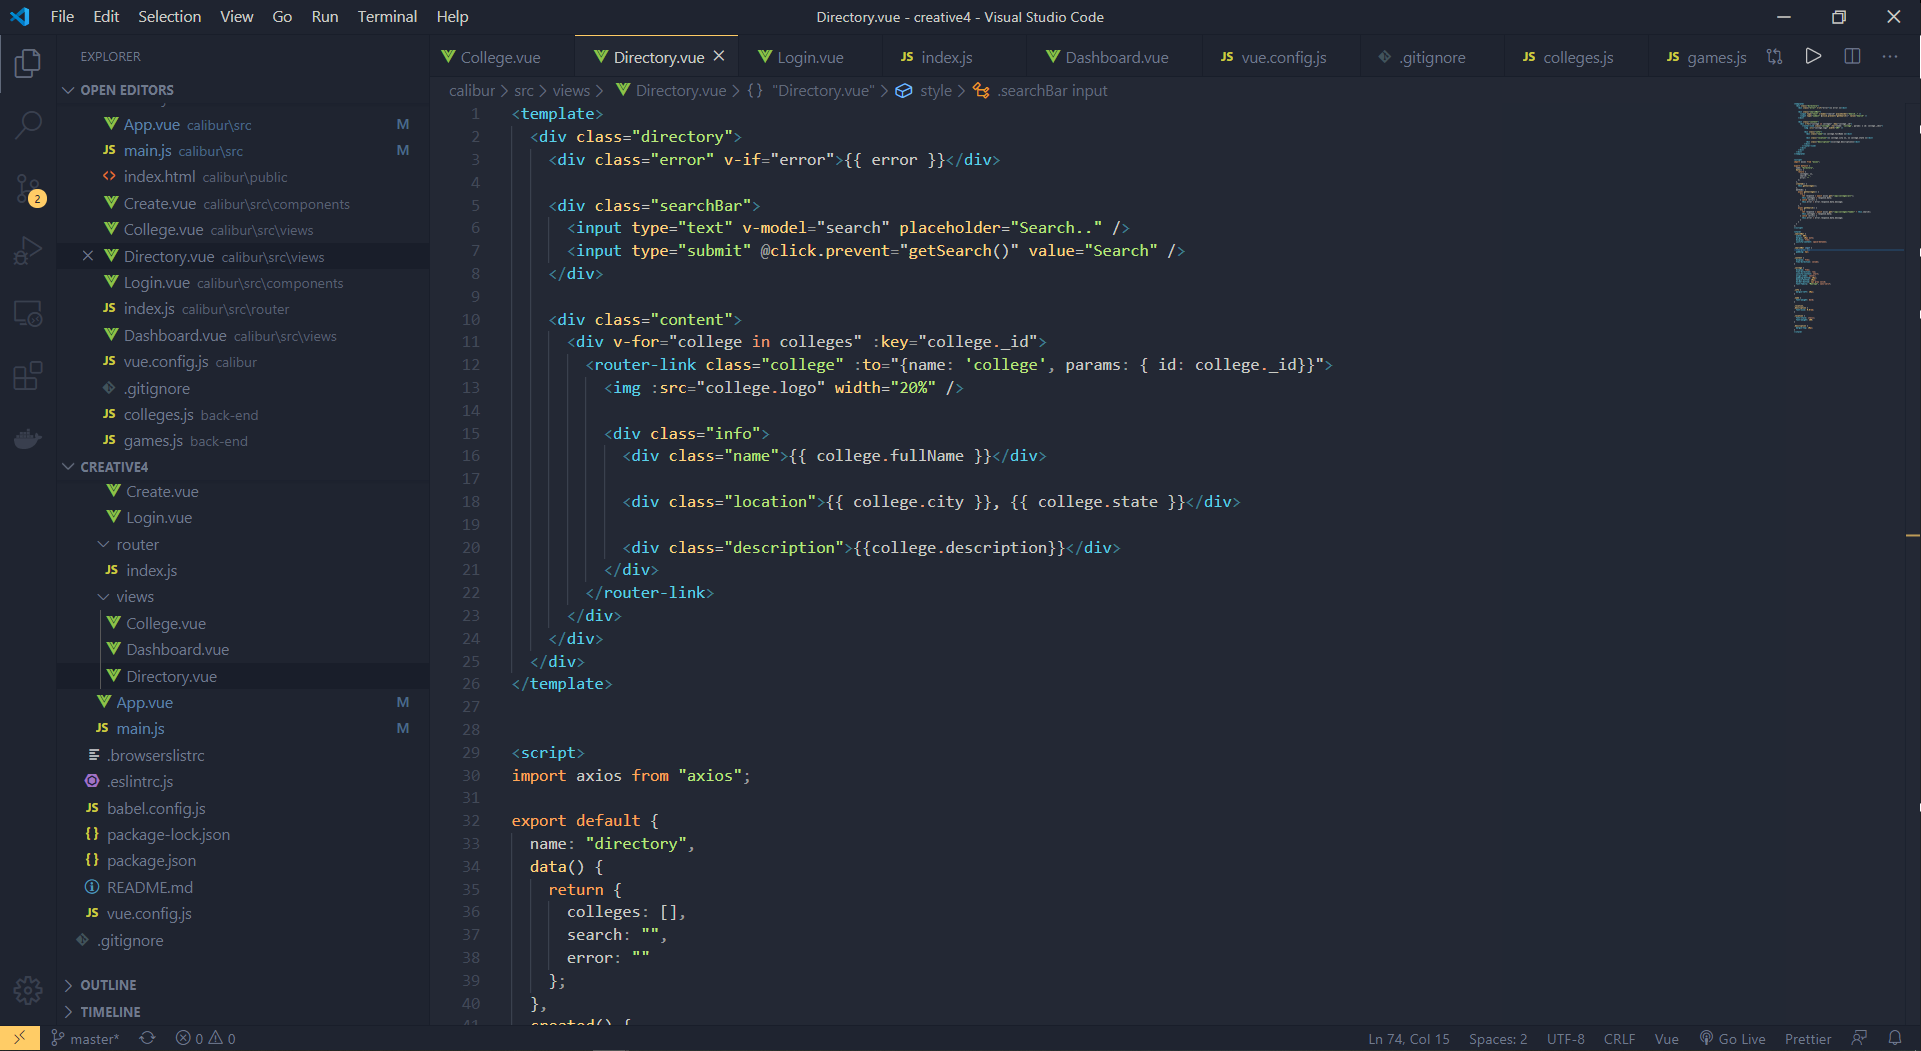 File Edit Selection View Go Run Terminal Help
Directory.vue - creative4 - Visual Studio Code
EXPLORER
OPEN EDITORS
App.vue calibur\src M
JS main.js calibur\src M
<> index.html calibur\public
Create.vue calibur\src\components
College.vue calibur\src\views
Directory.vue calibur\src\views
Login.vue calibur\src\components
JS index.js calibur\src\router
Dashboard.vue calibur\src\views
JS vue.config.js calibur
.gitignore
JS colleges.js back-end
JS games.js back-end
CREATIVE4
Create.vue
Login.vue
router
JS index.js
views
College.vue
Dashboard.vue
Directory.vue
App.vue M
JS main.js M
.browserslistrc
.eslintrc.js
JS babel.config.js
{} package-lock.json
{} package.json
README.md
JS vue.config.js
.gitignore
OUTLINE
TIMELINE
2
College.vue Directory.vue Login.vue JS index.js Dashboard.vue JS vue.config.js .gitignore JS colleges.js JS games.js
calibur > src > views > Directory.vue > {} "Directory.vue" > style > .searchBar input
1 <template>
2 <div class="directory">
3 <div class="error" v-if="error">{{ error }}</div>
4
5 <div class="searchBar">
6 <input type="text" v-model="search" placeholder="Search.." />
7 <input type="submit" @click.prevent="getSearch()" value="Search" />
8 </div>
9
10 <div class="content">
11 <div v-for="college in colleges" :key="college._id">
12 <router-link class="college" :to="{name: 'college', params: { id: college._id}}">
13 <img :src="college.logo" width="20%" />
14
15 <div class="info">
16 <div class="name">{{ college.fullName }}</div>
17
18 <div class="location">{{ college.city }}, {{ college.state }}</div>
19
20 <div class="description">{{college.description}}</div>
21 </div>
22 </router-link>
23 </div>
24 </div>
25 </div>
26 </template>
27
28
29 <script>
30 import axios from "axios";
31
32 export default {
33 name: "directory",
34 data() {
35 return {
36 colleges: [],
37 search: "",
38 error: ""
39 };
40 },
41 created() {
master* 0 0
Ln 74, Col 15 Spaces: 2 UTF-8 CRLF Vue Go Live Prettier